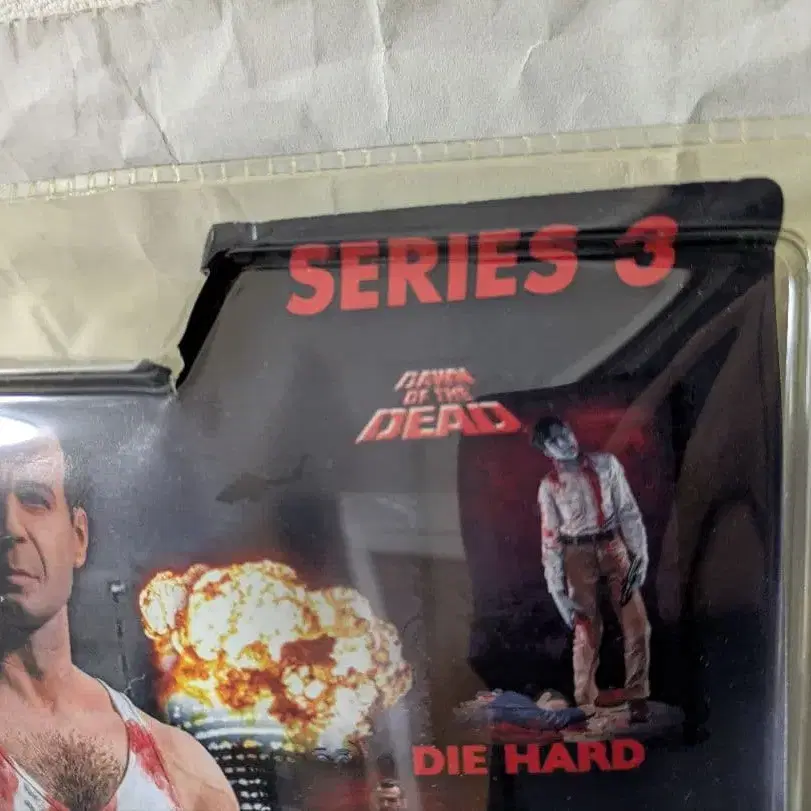 SERIES 3
DAWN
OF THE
DEAD
DIE HARD